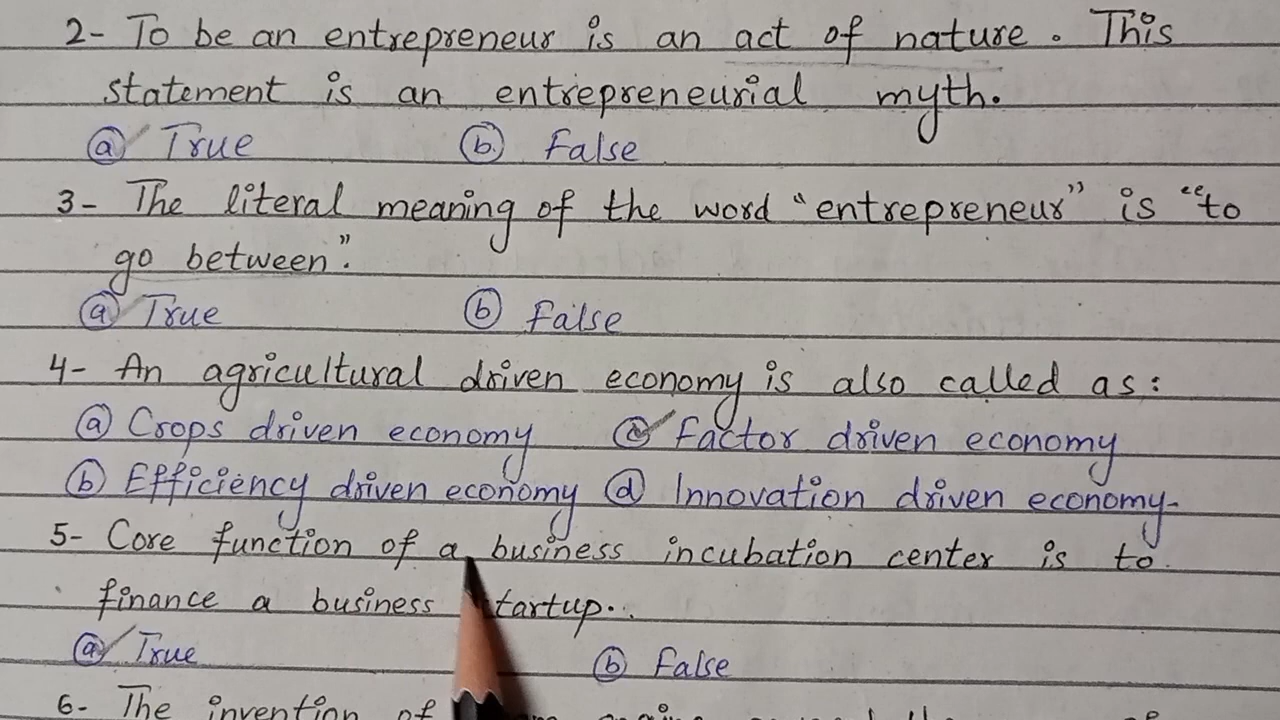 2- To be an entrepreneur is an act of nature. This
statement is an entrepreneurial myth.
(a) True (b) False
3- The literal meaning of the word "entrepreneur" is "to
go between".
(a) True (b) False
4- An agricultural driven economy is also called as:
(a) Crops driven economy (c) Factor driven economy
(b) Efficiency driven economy (d) Innovation driven economy-
5- Core function of a business incubation center is to
finance a business startup.
(a) True (b) False
6- The invention of